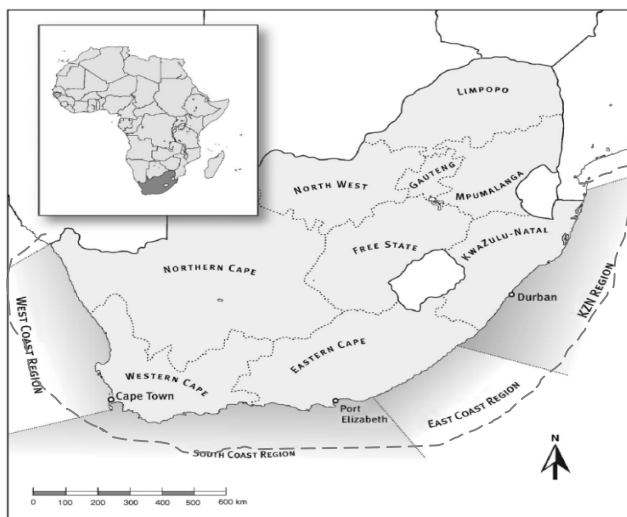 LIMPOPO
NORTH WEST
GAUTENG
MPUMALANGA
FREE STATE
KWAZULU-NATAL
NORTHERN CAPE
KZN REGION
Durban
WEST COAST REGION
EASTERN CAPE
WESTERN CAPE
Cape Town
Port
Elizabeth
EAST COAST REGION
SOUTH COAST REGION
N
0 100 200 300 400 500 600 km